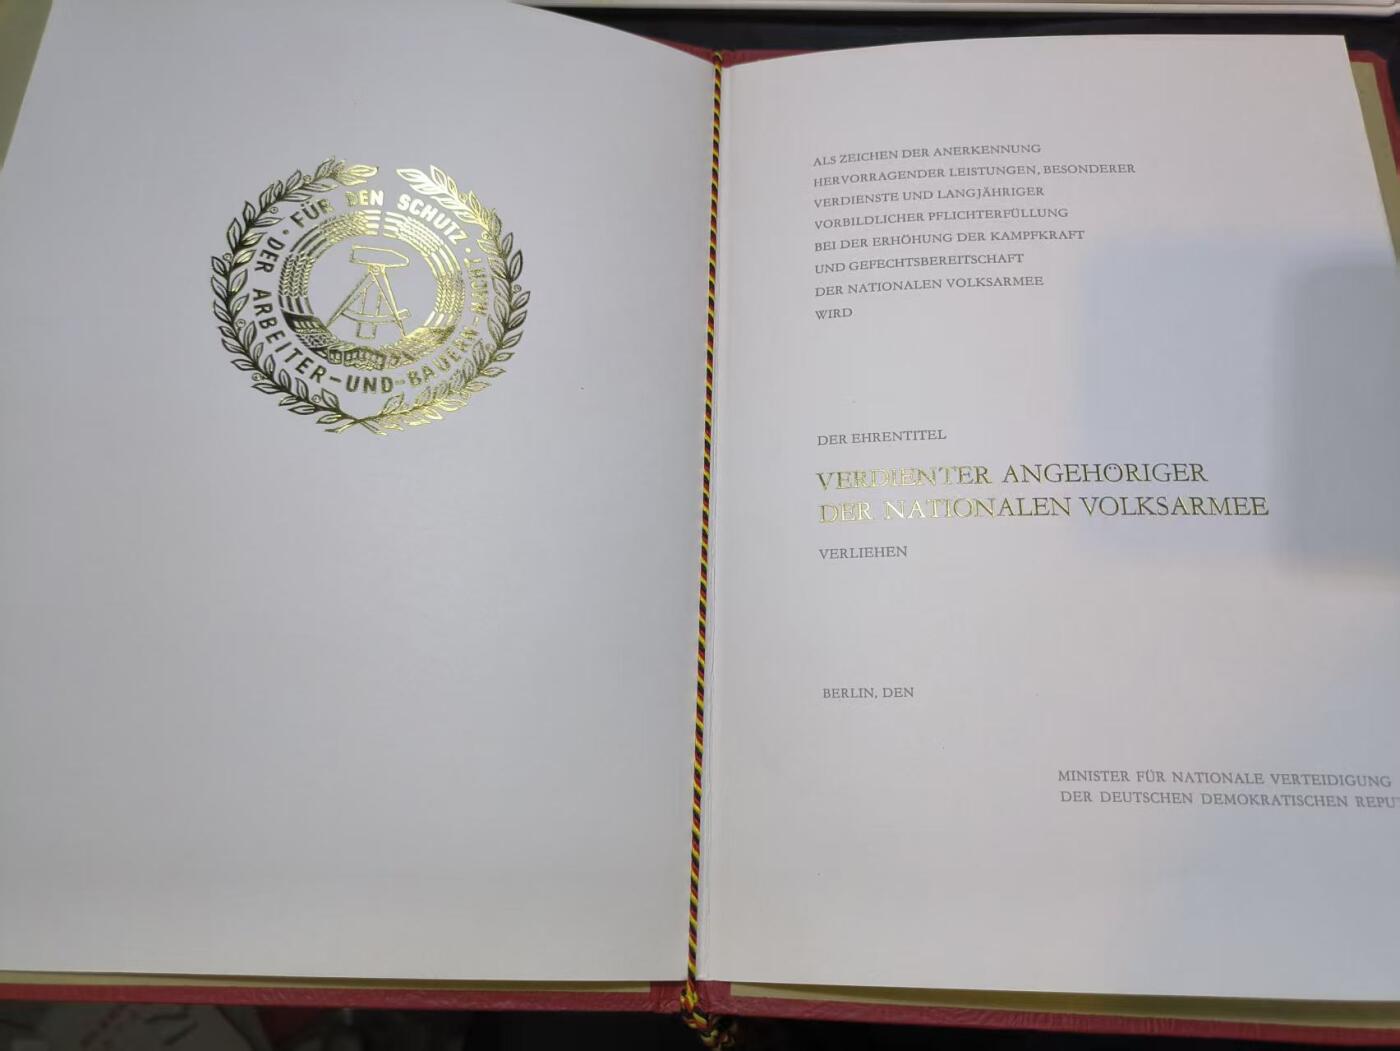 · FÜR DEN SCHUTZ ·
DER ARBEITER-UND-BAUERN-MACHT
ALS ZEICHEN DER ANERKENNUNG
HERVORRAGENDER LEISTUNGEN, BESONDERER
VERDIENSTE UND LANGJÄHRIGER
VORBILDLICHER PFLICHTERFÜLLUNG
BEI DER ERHÖHUNG DER KAMPFKRAFT
UND GEFECHTSBEREITSCHAFT
DER NATIONALEN VOLKSARMEE
WIRD
DER EHRENTITEL
VERDIENTER ANGEHÖRIGER
DER NATIONALEN VOLKSARMEE
VERLIEHEN
BERLIN, DEN
MINISTER FÜR NATIONALE VERTEIDIGUNG
DER DEUTSCHEN DEMOKRATISCHEN REPU